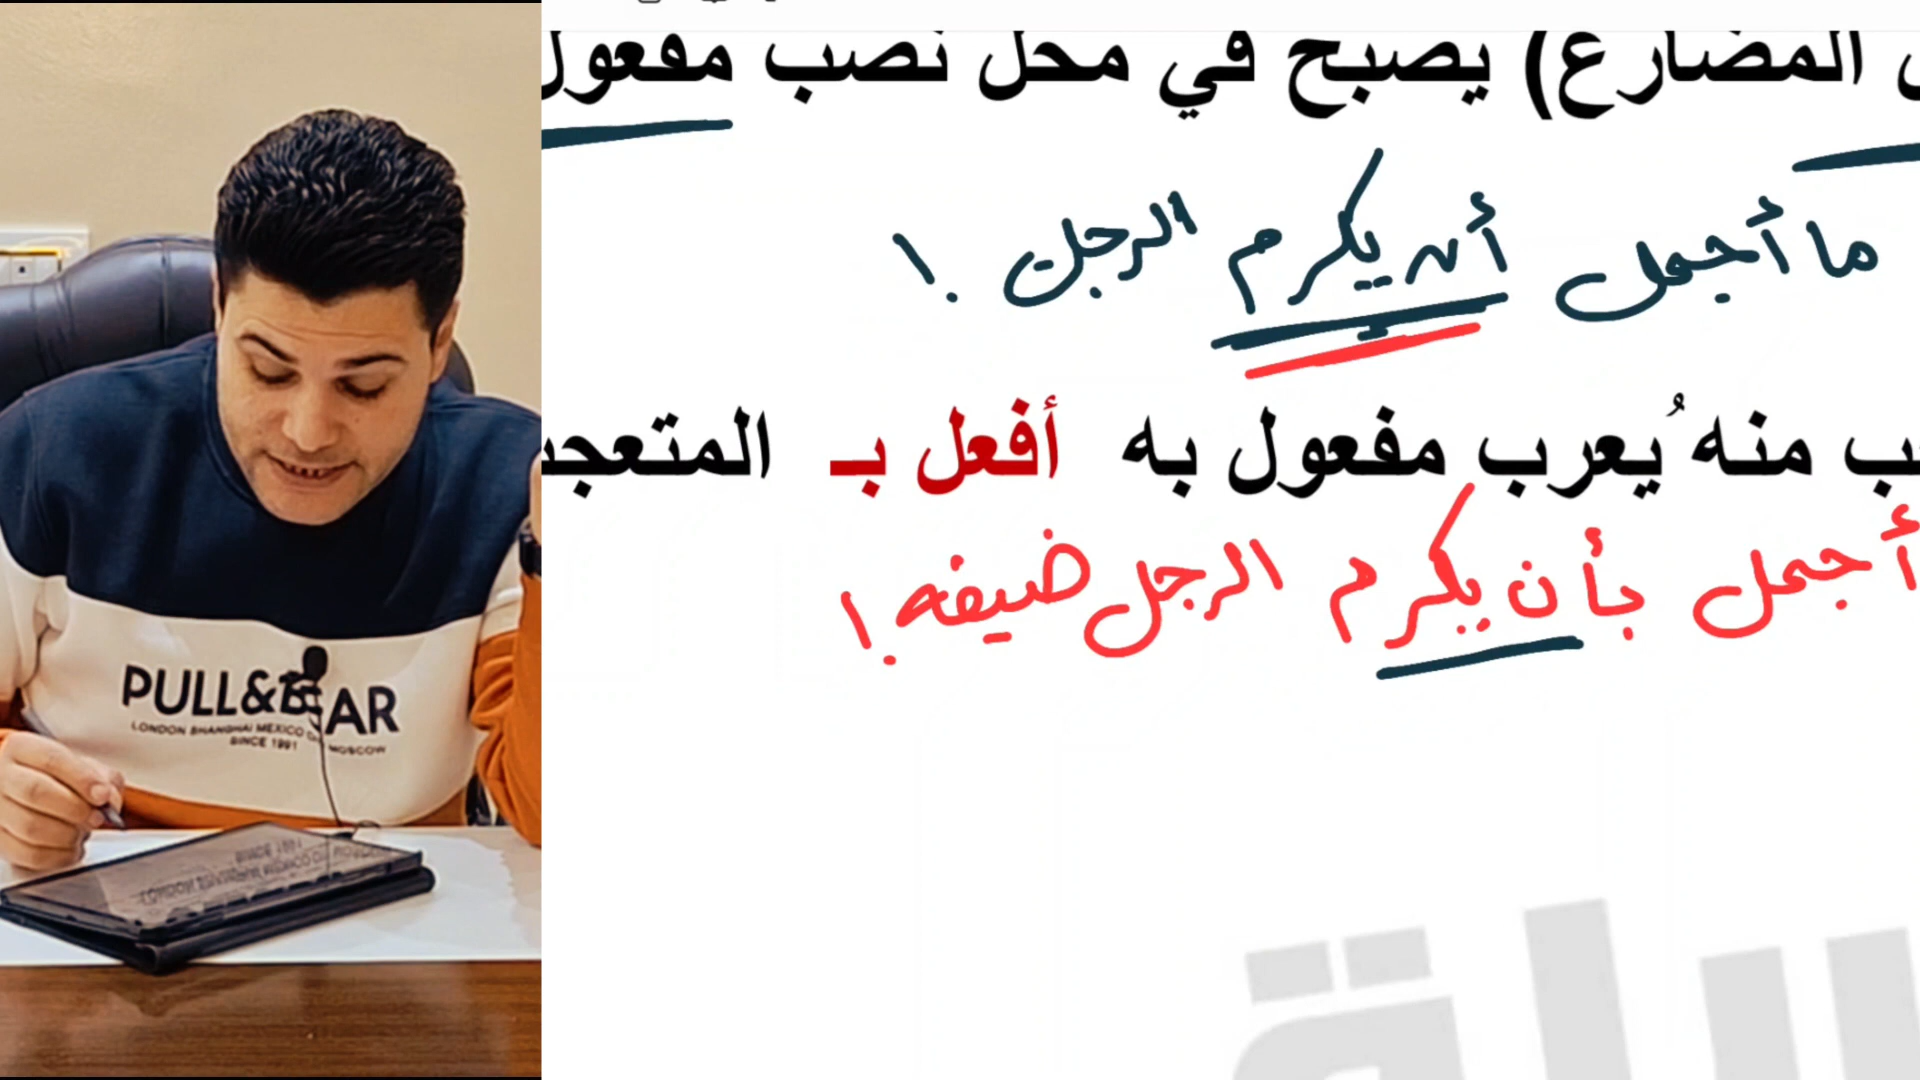 المضارع) يصبح في محل نصب مفعول
ما أجمل أن يكرم الرجل !
منه ُيعرب مفعول به أفعل بـ المتعجب
أجمل بأن يكرم الرجل ضيفه !
PULL&BEAR
LONDON SHANGHAI MEXICO MOSCOW
SINCE 1991